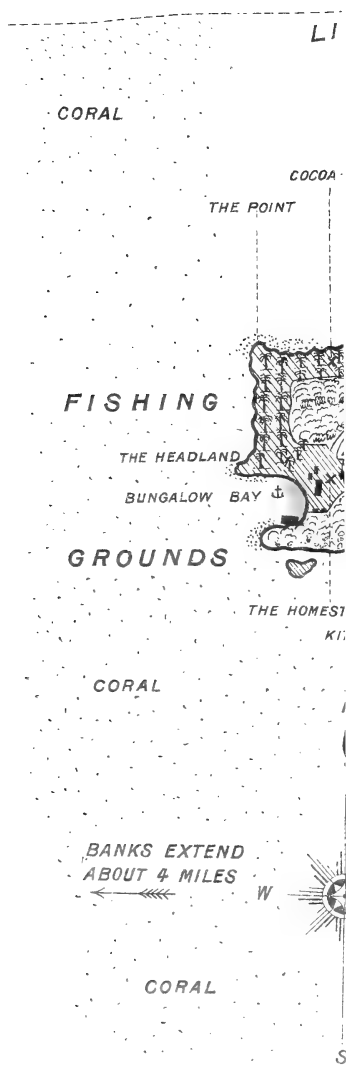 LI
CORAL
COCOA
THE POINT
FISHING
THE HEADLAND
BUNGALOW BAY
GROUNDS
THE HOMEST
KIT
CORAL
BANKS EXTEND
ABOUT 4 MILES
W
CORAL
S